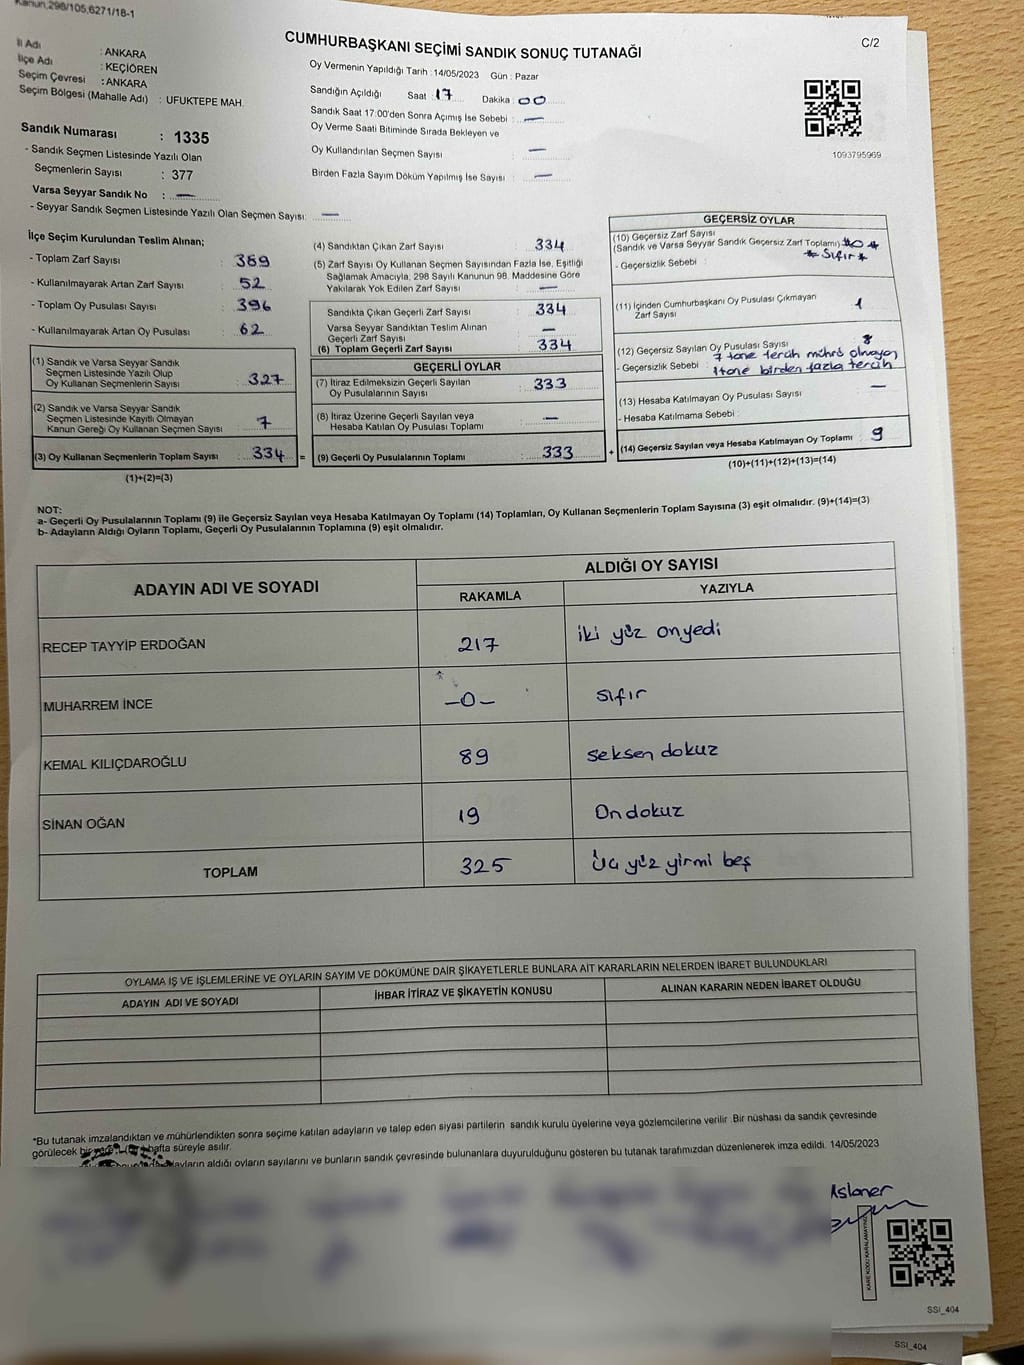 Kanun;298/105,6271/18-1
C/2
CUMHURBAŞKANI SEÇİMİ SANDIK SONUÇ TUTANAĞI
İl Adı : ANKARA
İlçe Adı : KEÇİÖREN
Seçim Çevresi : ANKARA
Seçim Bölgesi (Mahalle Adı) : UFUKTEPE MAH.
Sandık Numarası : 1335
- Sandık Seçmen Listesinde Yazılı Olan
Seçmenlerin Sayısı : 377
Varsa Seyyar Sandık No : —
- Seyyar Sandık Seçmen Listesinde Yazılı Olan Seçmen Sayısı: —
Oy Vermenin Yapıldığı Tarih :14/05/2023 Gün : Pazar
Sandığın Açıldığı Saat : 17 Dakika : 00
Sandık Saat 17:00'den Sonra Açımış İse Sebebi : —
Oy Verme Saati Bitiminde Sırada Bekleyen ve
Oy Kullandırılan Seçmen Sayısı : —
Birden Fazla Sayım Döküm Yapılmış İse Sayısı : —
1093795969
İlçe Seçim Kurulundan Teslim Alınan;
- Toplam Zarf Sayısı : 389
- Kullanılmayarak Artan Zarf Sayısı : 52
- Toplam Oy Pusulası Sayısı : 396
- Kullanılmayarak Artan Oy Pusulası : 62
(1) Sandık ve Varsa Seyyar Sandık
Seçmen Listesinde Yazılı Olup
Oy Kullanan Seçmenlerin Sayısı : 327
(2) Sandık ve Varsa Seyyar Sandık
Seçmen Listesinde Kayıtlı Olmayan
Kanun Gereği Oy Kullanan Seçmen Sayısı : 7
(3) Oy Kullanan Seçmenlerin Toplam Sayısı : 334 =
(1)+(2)=(3)
(4) Sandıktan Çıkan Zarf Sayısı : 334
(5) Zarf Sayısı Oy Kullanan Seçmen Sayısından Fazla İse, Eşitliği
Sağlamak Amacıyla, 298 Sayılı Kanunun 98. Maddesine Göre
Yakılarak Yok Edilen Zarf Sayısı : —
Sandıkta Çıkan Geçerli Zarf Sayısı : 334
Varsa Seyyar Sandıktan Teslim Alınan
Geçerli Zarf Sayısı : —
(6) Toplam Geçerli Zarf Sayısı : 334
GEÇERLİ OYLAR
(7) İtiraz Edilmeksizin Geçerli Sayılan
Oy Pusulalarının Sayısı : 333
(8) İtiraz Üzerine Geçerli Sayılan veya
Hesaba Katılan Oy Pusulası Toplamı : —
(9) Geçerli Oy Pusulalarının Toplamı : 333 +
GEÇERSİZ OYLAR
(10) Geçersiz Zarf Sayısı
(Sandık ve Varsa Seyyar Sandık Geçersiz Zarf Toplamı) : *0*
- Geçersizlik Sebebi : *Sıfır*
(11) İçinden Cumhurbaşkanı Oy Pusulası Çıkmayan
Zarf Sayısı : 1
(12) Geçersiz Sayılan Oy Pusulası Sayısı : 8
- Geçersizlik Sebebi : 7 tane tercih mührü olmayan
1 tane birden fazla tercih
(13) Hesaba Katılmayan Oy Pusulası Sayısı : —
- Hesaba Katılmama Sebebi :
(14) Geçersiz Sayılan veya Hesaba Katılmayan Oy Toplamı : 9
(10)+(11)+(12)+(13)=(14)
NOT:
a- Geçerli Oy Pusulalarının Toplamı (9) ile Geçersiz Sayılan veya Hesaba Katılmayan Oy Toplamı (14) Toplamları, Oy Kullanan Seçmenlerin Toplam Sayısına (3) eşit olmalıdır. (9)+(14)=(3)
b- Adayların Aldığı Oyların Toplamı, Geçerli Oy Pusulalarının Toplamına (9) eşit olmalıdır.
ADAYIN ADI VE SOYADI
ALDIĞI OY SAYISI
RAKAMLA YAZIYLA
RECEP TAYYİP ERDOĞAN 217 iki yüz onyedi
MUHARREM İNCE —0— sıfır
KEMAL KILIÇDAROĞLU 89 seksen dokuz
SİNAN OĞAN 19 On dokuz
TOPLAM 325 Üç yüz yirmi beş
OYLAMA İŞ VE İŞLEMLERİNE VE OYLARIN SAYIM VE DÖKÜMÜNE DAİR ŞİKAYETLERLE BUNLARA AİT KARARLARIN NELERDEN İBARET BULUNDUKLARI
ADAYIN ADI VE SOYADI İHBAR İTİRAZ VE ŞİKAYETİN KONUSU ALINAN KARARIN NEDEN İBARET OLDUĞU
*Bu tutanak imzalandıktan ve mühürlendikten sonra seçime katılan adayların ve talep eden siyasi partilerin sandık kurulu üyelerine veya gözlemcilerine verilir. Bir nüshası da sandık çevresinde
görülecek bir hafta süreyle asılır.
aldığı oyların sayılarını ve bunların sandık çevresinde bulunanlara duyurulduğunu gösteren bu tutanak tarafımızdan düzenlenerek imza edildi. 14/05/2023
KARE KODU KARALAMAYINIZ
SSI_404
SSI_404